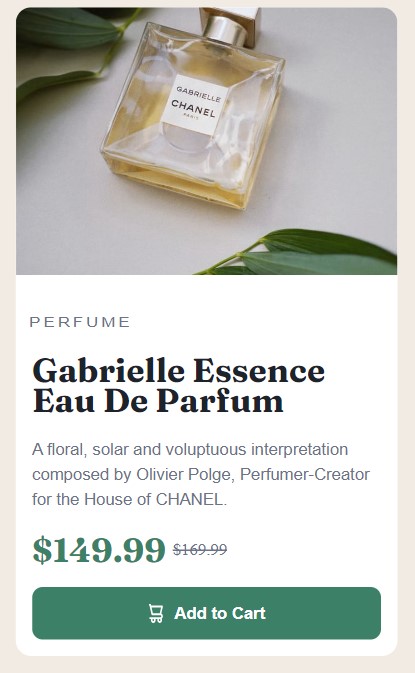 GABRIELLE
CHANEL
PARIS
PERFUME
Gabrielle Essence
Eau De Parfum
A floral, solar and voluptuous interpretation
composed by Olivier Polge, Perfumer-Creator
for the House of CHANEL.
$149.99 $169.99
Add to Cart